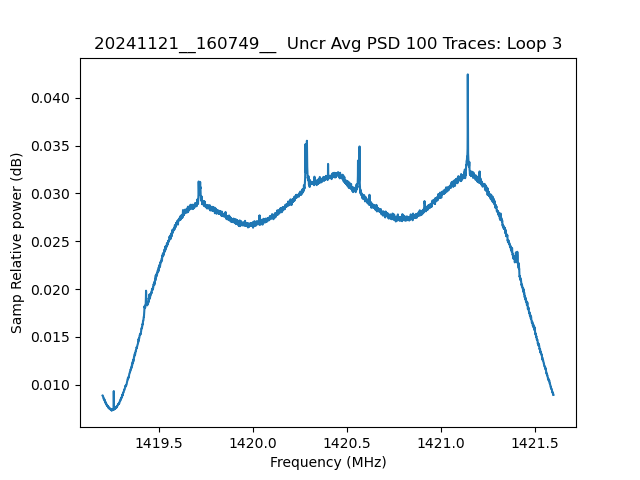 20241121__160749__  Uncr Avg PSD 100 Traces: Loop 3
Samp Relative power (dB)
0.040
0.035
0.030
0.025
0.020
0.015
0.010
1419.5 1420.0 1420.5 1421.0 1421.5
Frequency (MHz)